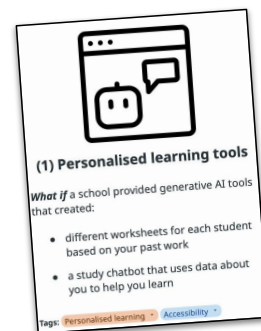 (1) Personalised learning tools
What if a school provided generative AI tools
that created:
• different worksheets for each student
based on your past work
• a study chatbot that uses data about
you to help you learn
Tags: Personalised learning Accessibility